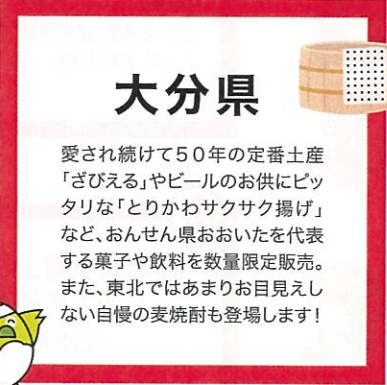 大分県
愛され続けて50年の定番土産
「ざびえる」やビールのお供にピッ
タリな「とりかわサクサク揚げ」
など、おんせん県おおいたを代表
する菓子や飲料を数量限定販売。
また、東北ではあまりお目見えし
ない自慢の麦焼酎も登場します!